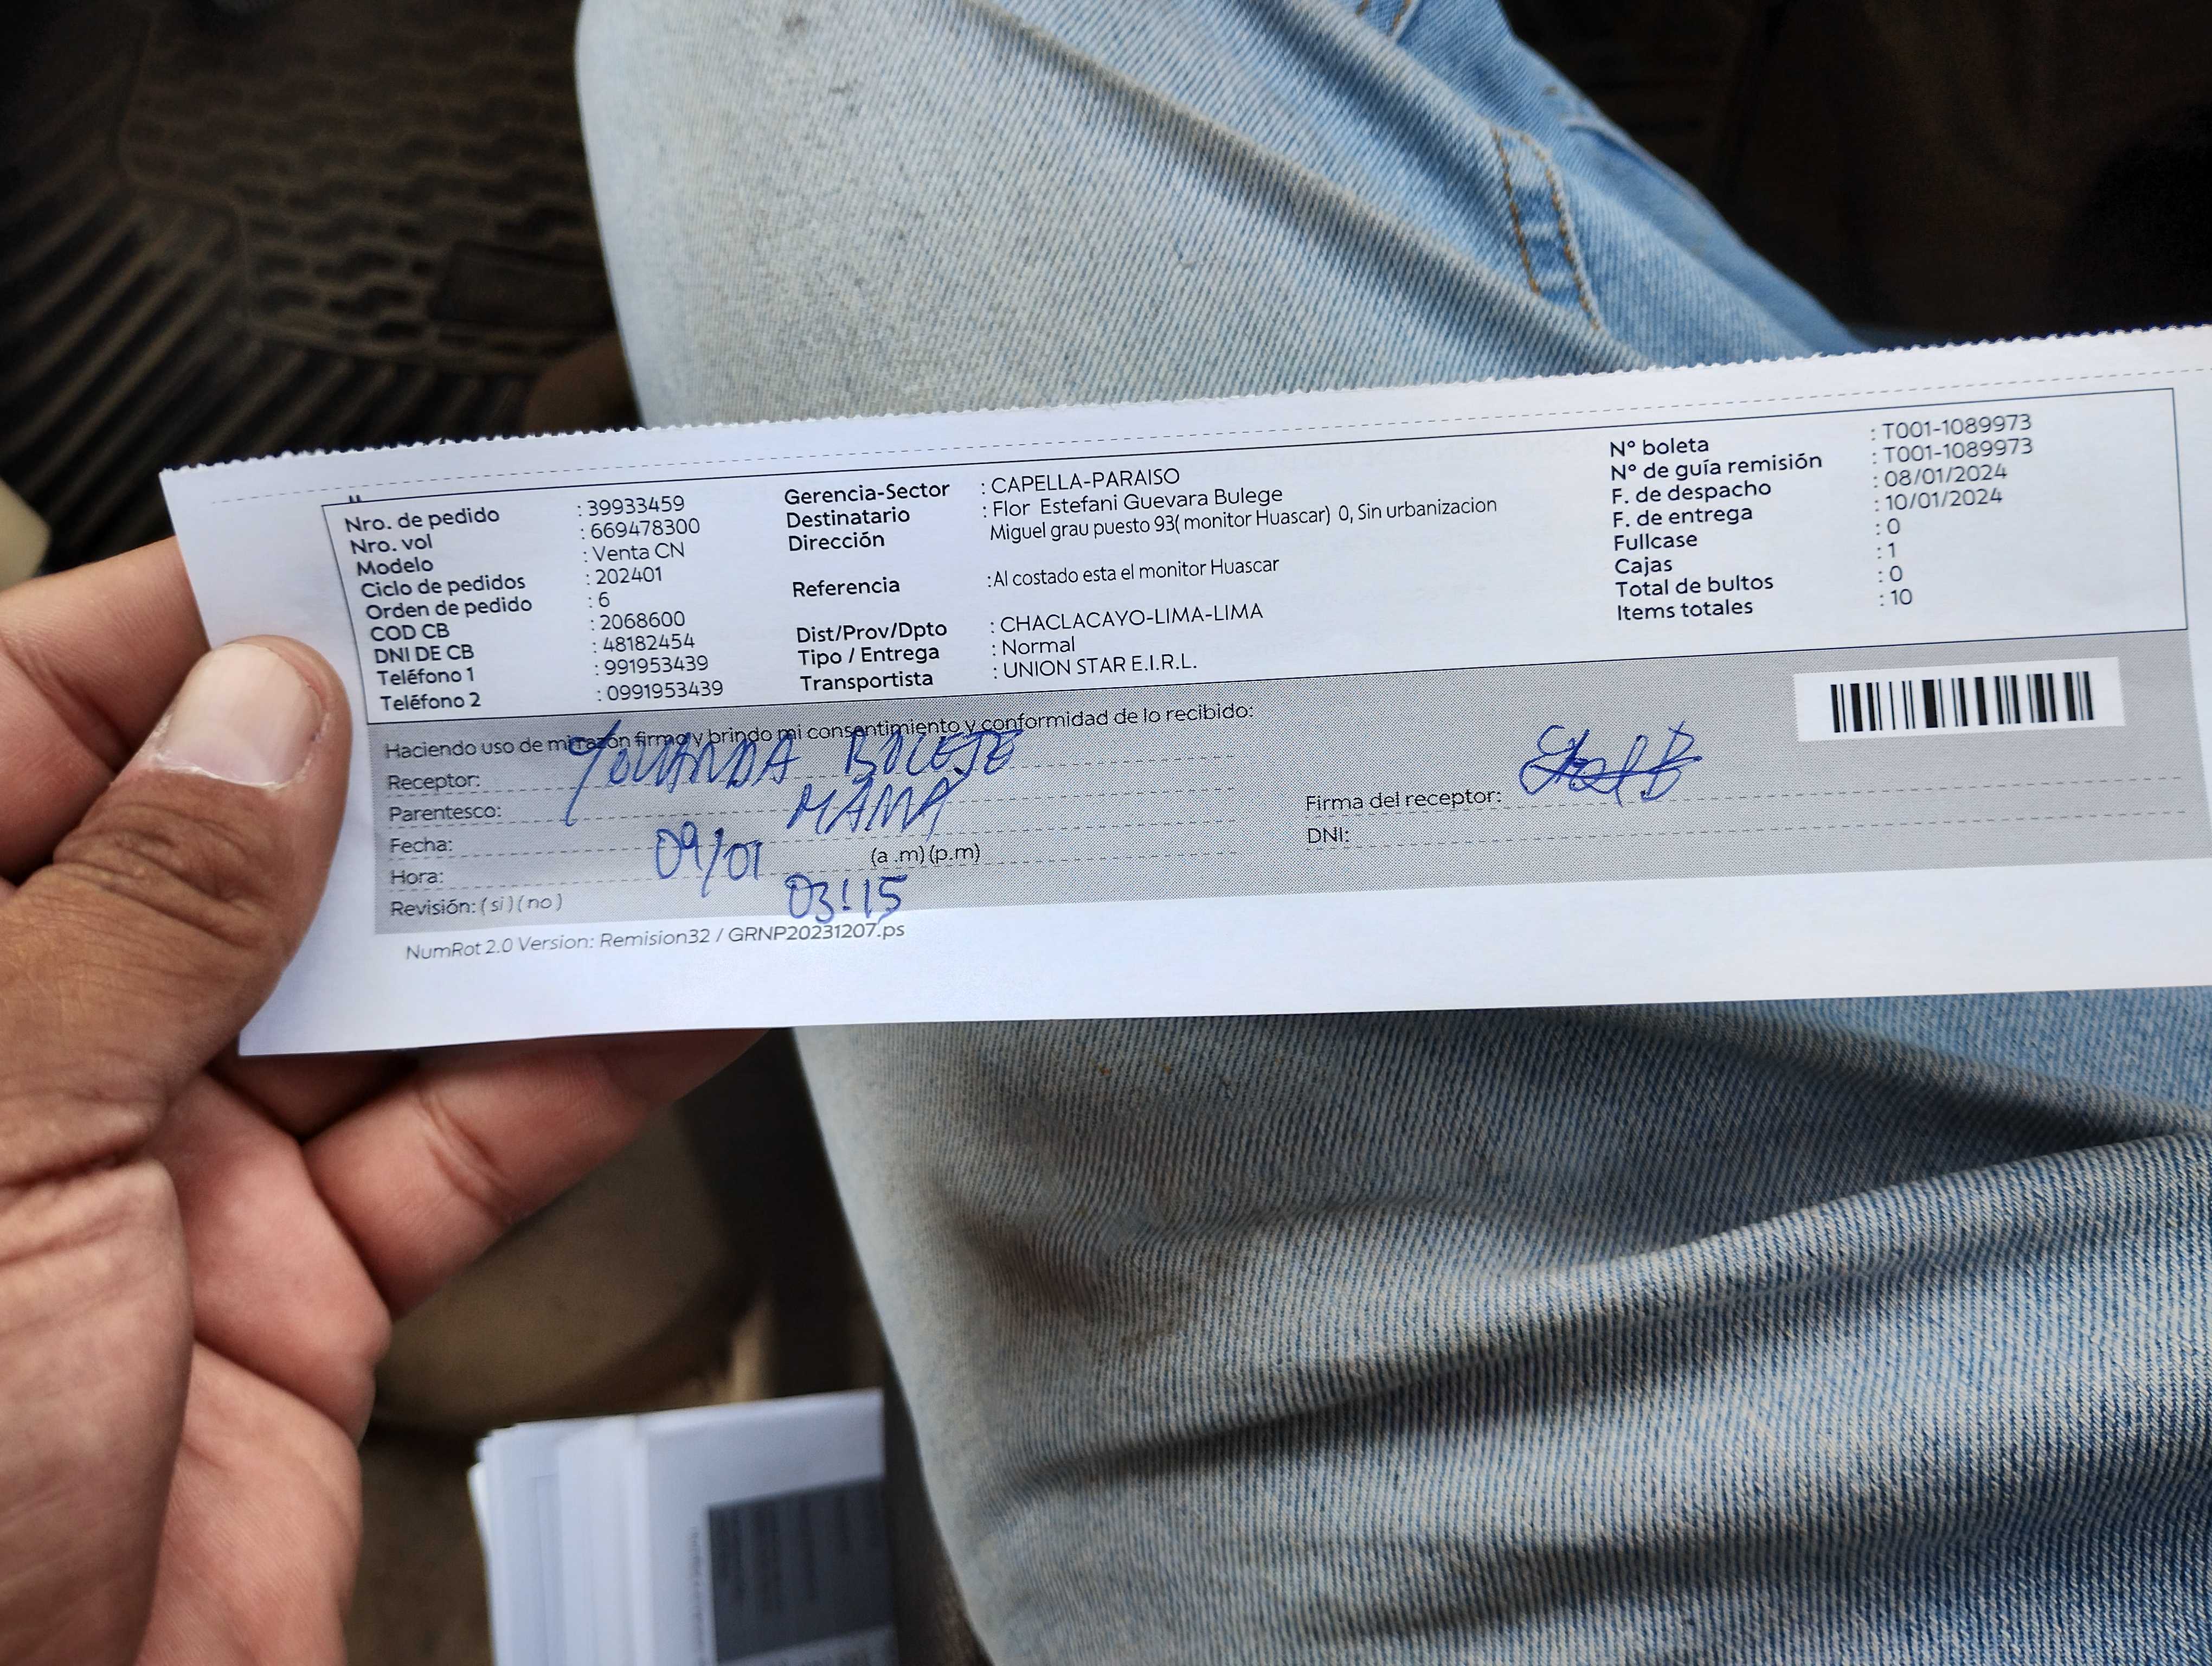 Nro. de pedido : 39933459
Nro. vol : 669478300
Modelo : Venta CN
Ciclo de pedidos : 202401
Orden de pedido : 6
COD CB : 2068600
DNI DE CB : 48182454
Teléfono 1 : 991953439
Teléfono 2 : 0991953439
Gerencia-Sector : CAPELLA-PARAISO
Destinatario : Flor Estefani Guevara Bulege
Dirección Miguel grau puesto 93( monitor Huascar) 0, Sin urbanizacion
Referencia :Al costado esta el monitor Huascar
Dist/Prov/Dpto : CHACLACAYO-LIMA-LIMA
Tipo / Entrega : Normal
Transportista : UNION STAR E.I.R.L.
N° boleta : T001-1089973
N° de guía remisión : T001-1089973
F. de despacho : 08/01/2024
F. de entrega : 10/01/2024
Fullcase : 0
Cajas : 1
Total de bultos : 0
Items totales : 10
Haciendo uso de mi razón firmo y brindo mi consentimiento y conformidad de lo recibido:
Receptor: YOLANDA BULEJE
Parentesco: MAMA
Fecha: 09/01
Hora: (a .m) (p.m) 03:15
Revisión: ( si ) ( no )
Firma del receptor:
DNI:
NumRot 2.0 Version: Remision32 / GRNP20231207.ps